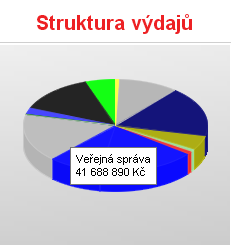 Struktura výdajů
Veřejná správa
41 688 890 Kč